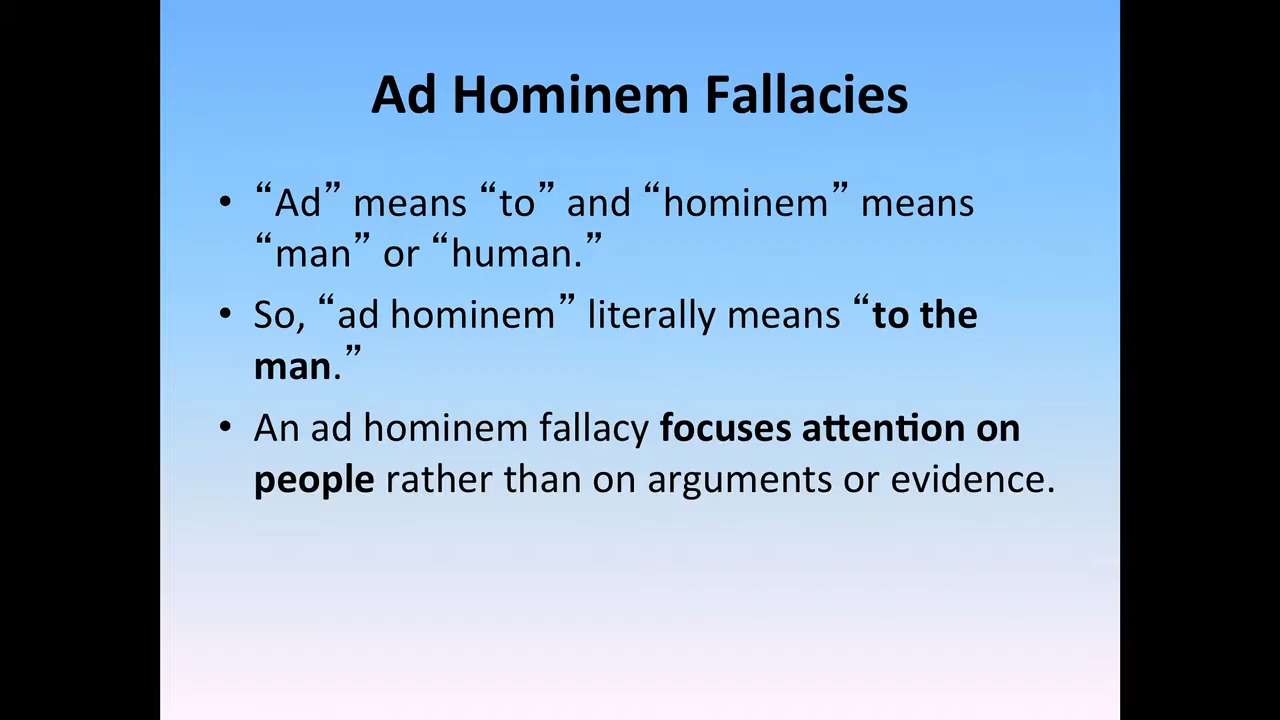 Ad Hominem Fallacies
• “Ad” means “to” and “hominem” means
“man” or “human.”
• So, “ad hominem” literally means “to the
man.”
• An ad hominem fallacy focuses attention on
people rather than on arguments or evidence.